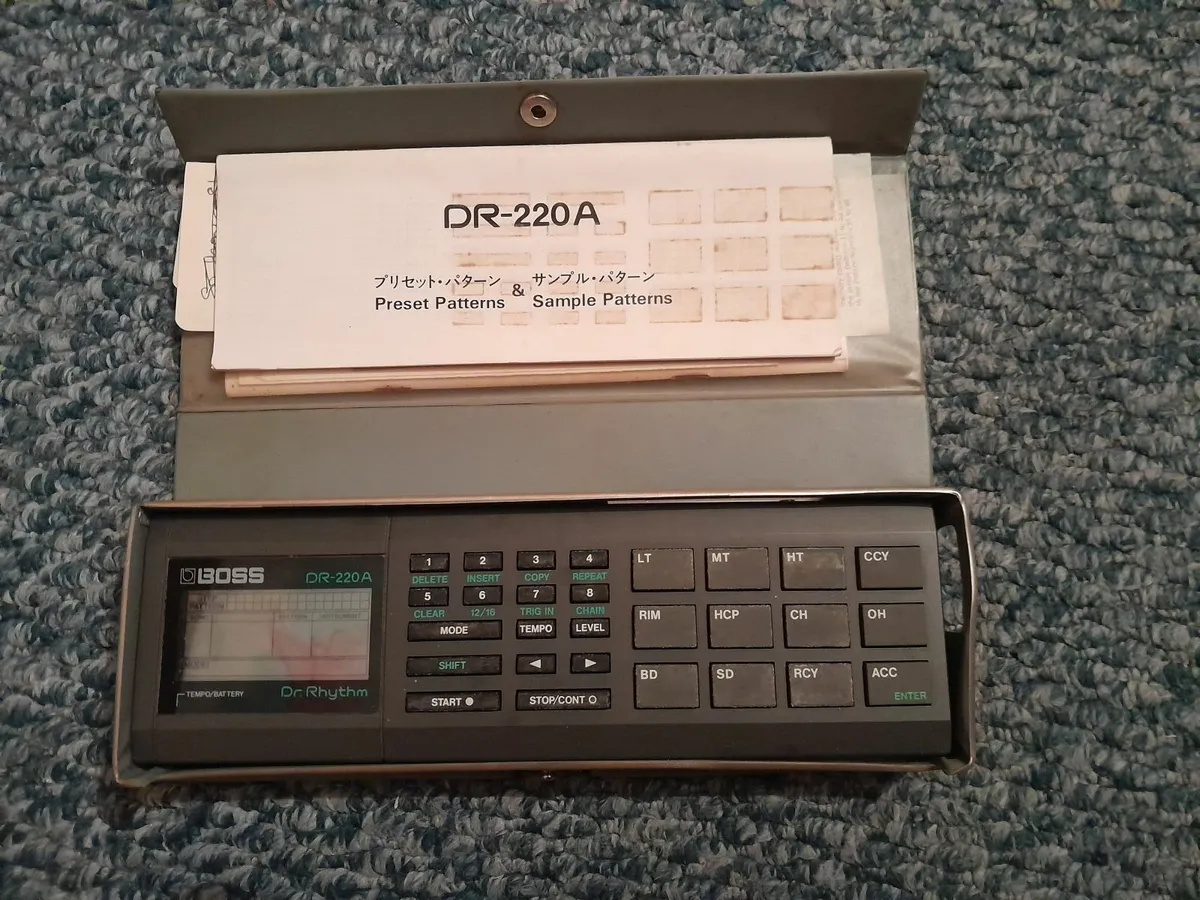 DR-220A
プリセット・パターン & サンプル・パターン
Preset Patterns Sample Patterns
BOSS DR-220A
PATTERN
TEMPO/BATTERY
Dr. Rhythm
1 2 3 4
DELETE INSERT COPY REPEAT
5 6 7 8
CLEAR 12/16 TRIG IN CHAIN
MODE TEMPO LEVEL
SHIFT ◀ ▶
START STOP/CONT
LT MT HT CCY
RIM HCP CH OH
BD SD RCY ACC
ENTER